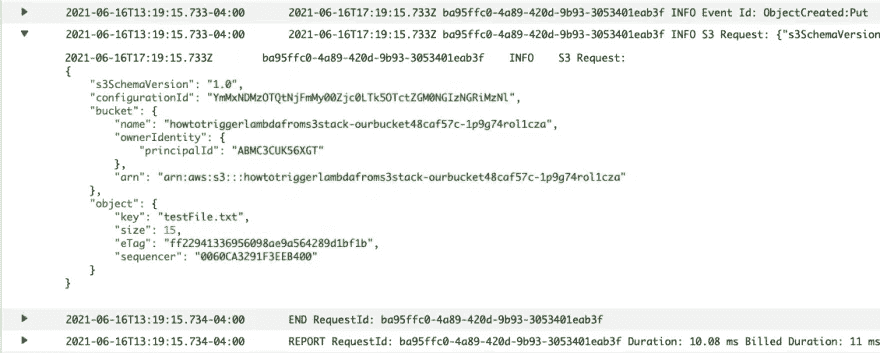 2021-06-16T13:19:15.733-04:00 2021-06-16T17:19:15.733Z ba95ffc0-4a89-420d-9b93-3053401eab3f INFO Event Id: ObjectCreated:Put
2021-06-16T13:19:15.733-04:00 2021-06-16T17:19:15.733Z ba95ffc0-4a89-420d-9b93-3053401eab3f INFO S3 Request: {"s3SchemaVersion
2021-06-16T17:19:15.733Z ba95ffc0-4a89-420d-9b93-3053401eab3f INFO S3 Request:
{
"s3SchemaVersion": "1.0",
"configurationId": "YmMxNDMzOTQtNjFmMy00Zjc0LTk5OTctZGM0NGIzNGRiMzNl",
"bucket": {
"name": "howtotriggerlambdafroms3stack-ourbucket48caf57c-1p9g74rol1cza",
"ownerIdentity": {
"principalId": "ABMC3CUK56XGT"
},
"arn": "arn:aws:s3:::howtotriggerlambdafroms3stack-ourbucket48caf57c-1p9g74rol1cza"
},
"object": {
"key": "testFile.txt",
"size": 15,
"eTag": "ff22941336956098ae9a564289d1bf1b",
"sequencer": "0060CA3291F3EEB400"
}
}
2021-06-16T13:19:15.734-04:00 END RequestId: ba95ffc0-4a89-420d-9b93-3053401eab3f
2021-06-16T13:19:15.734-04:00 REPORT RequestId: ba95ffc0-4a89-420d-9b93-3053401eab3f Duration: 10.08 ms Billed Duration: 11 ms